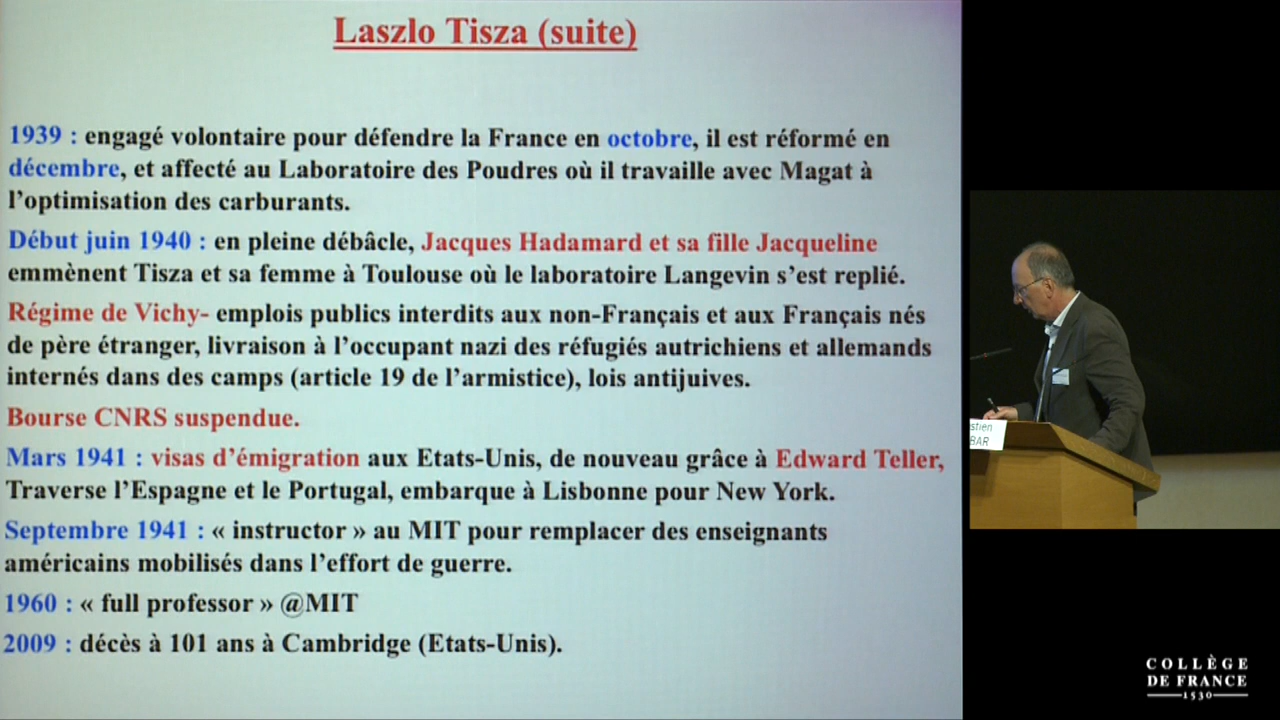 Laszlo Tisza (suite)
1939 : engagé volontaire pour défendre la France en octobre, il est réformé en
décembre, et affecté au Laboratoire des Poudres où il travaille avec Magat à
l’optimisation des carburants.
Début juin 1940 : en pleine débâcle, Jacques Hadamard et sa fille Jacqueline
emmènent Tisza et sa femme à Toulouse où le laboratoire Langevin s’est replié.
Régime de Vichy- emplois publics interdits aux non-Français et aux Français nés
de père étranger, livraison à l’occupant nazi des réfugiés autrichiens et allemands
internés dans des camps (article 19 de l’armistice), lois antijuives.
Bourse CNRS suspendue.
Mars 1941 : visas d’émigration aux Etats-Unis, de nouveau grâce à Edward Teller,
Traverse l’Espagne et le Portugal, embarque à Lisbonne pour New York.
Septembre 1941 : « instructor » au MIT pour remplacer des enseignants
américains mobilisés dans l’effort de guerre.
1960 : « full professor » @MIT
2009 : décès à 101 ans à Cambridge (Etats-Unis).
stien
BAR
COLLÈGE
DE FRANCE
1530